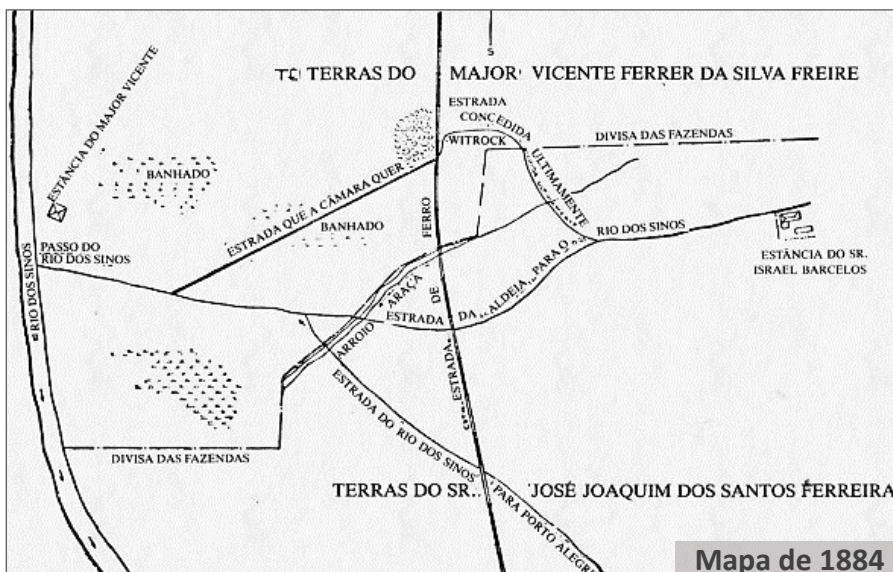 S
TERRAS DO MAJOR VICENTE FERRER DA SILVA FREIRE
ESTRADA CONCEDIDA ULTIMAMENTE
WITROCK
DIVISA DAS FAZENDAS
ESTÂNCIA DO MAJOR VICENTE
BANHADO
ESTRADA QUE A CÂMARA QUER
BANHADO
PASSO DO
RIO DOS SINOS
RIO DOS SINOS
ESTRADA DE FERRO
ARROIO ARAÇA
ESTRADA DA ALDEIA PARA O RIO DOS SINOS
ESTÂNCIA DO SR.
ISRAEL BARCELOS
ESTRADA DO RIO DOS SINOS PARA PORTO ALEGRE
DIVISA DAS FAZENDAS
TERRAS DO SR. JOSÉ JOAQUIM DOS SANTOS FERREIRA
Mapa de 1884